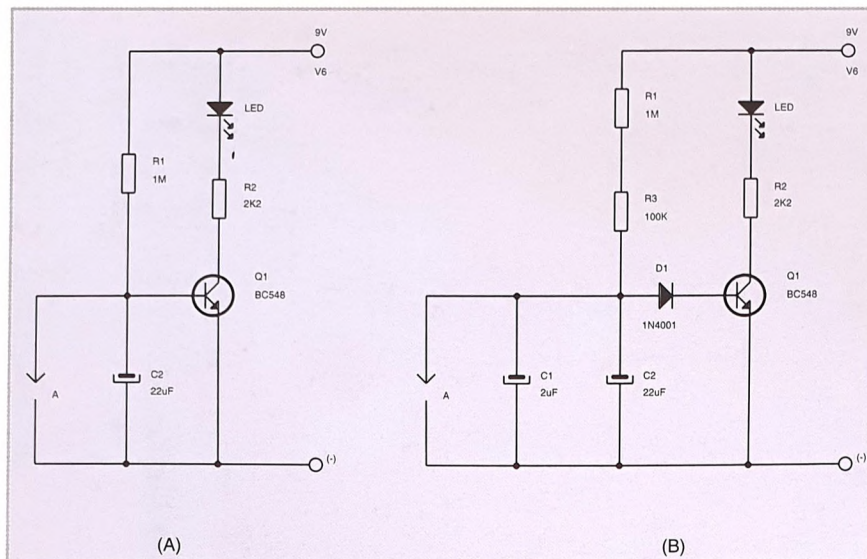 9V
V6
LED
R1
1M
R2
2K2
Q1
BC548
C2
22uF
A
(-)
(A)
9V
V6
R1
1M
LED
R3
100K
R2
2K2
D1
1N4001
Q1
BC548
C1
2uF
C2
22uF
A
(-)
(B)